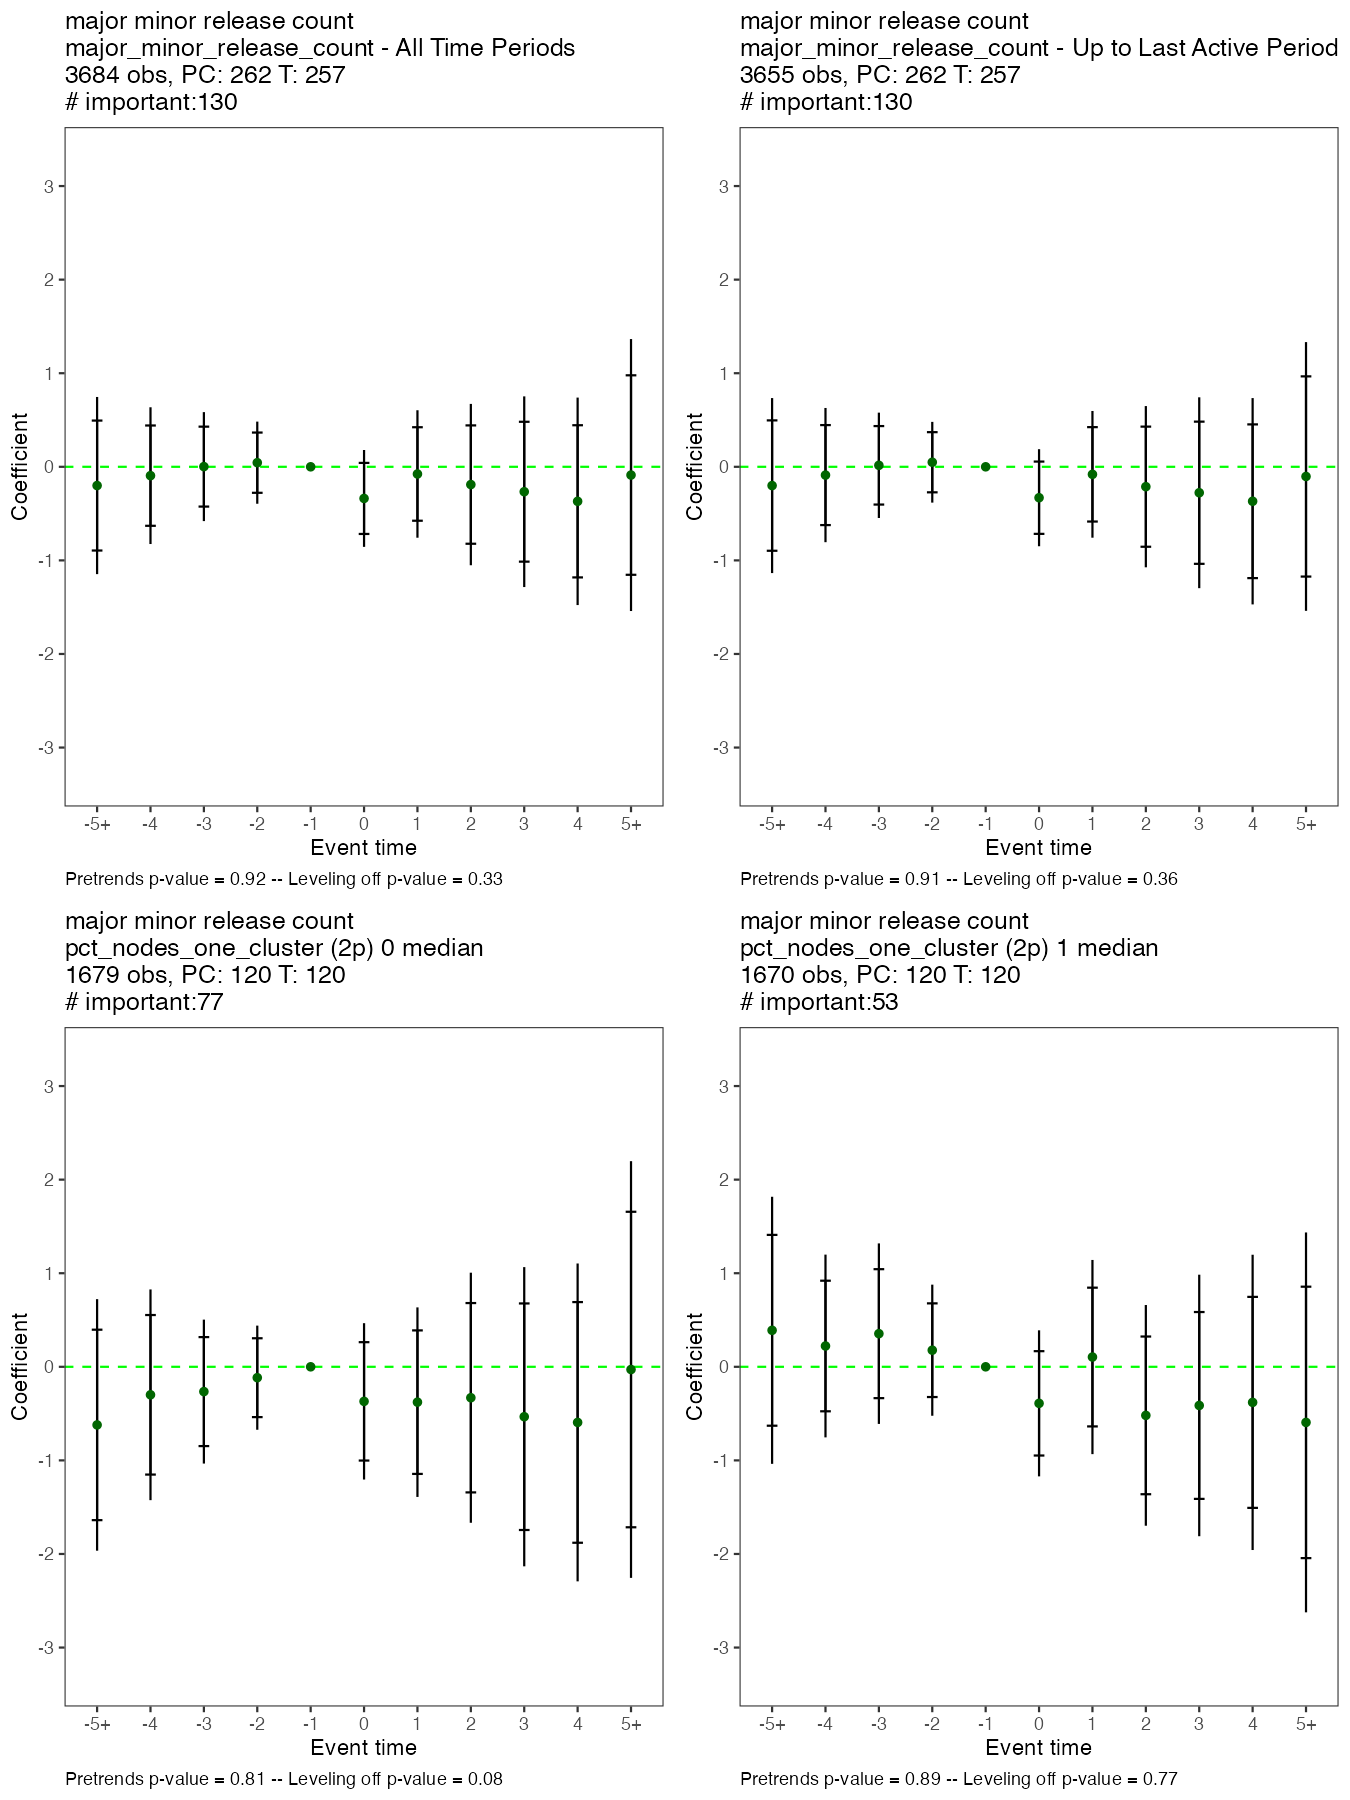 major minor release count
major_minor_release_count - All Time Periods
3684 obs, PC: 262 T: 257
# important:130
3
2
1
0
-1
-2
-3
Coefficient
-5+ -4 -3 -2 -1 0 1 2 3 4 5+
Event time
Pretrends p-value = 0.92 -- Leveling off p-value = 0.33
major minor release count
major_minor_release_count - Up to Last Active Period
3655 obs, PC: 262 T: 257
# important:130
3
2
1
0
-1
-2
-3
Coefficient
-5+ -4 -3 -2 -1 0 1 2 3 4 5+
Event time
Pretrends p-value = 0.91 -- Leveling off p-value = 0.36
major minor release count
pct_nodes_one_cluster (2p) 0 median
1679 obs, PC: 120 T: 120
# important:77
3
2
1
0
-1
-2
-3
Coefficient
-5+ -4 -3 -2 -1 0 1 2 3 4 5+
Event time
Pretrends p-value = 0.81 -- Leveling off p-value = 0.08
major minor release count
pct_nodes_one_cluster (2p) 1 median
1670 obs, PC: 120 T: 120
# important:53
3
2
1
0
-1
-2
-3
Coefficient
-5+ -4 -3 -2 -1 0 1 2 3 4 5+
Event time
Pretrends p-value = 0.89 -- Leveling off p-value = 0.77